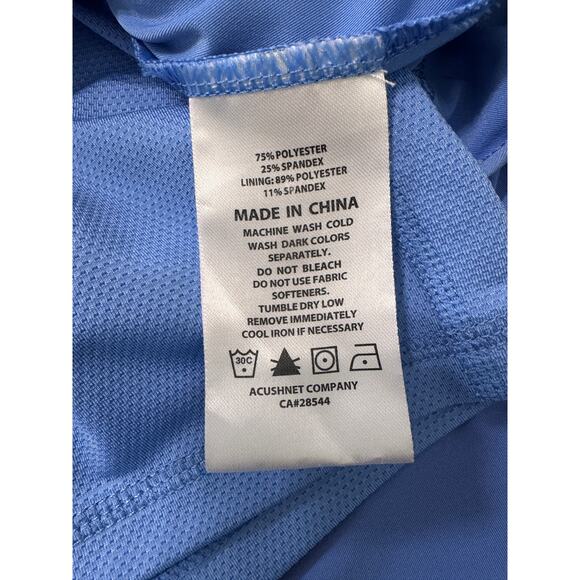 75% POLYESTER
25% SPANDEX
LINING: 89% POLYESTER
11% SPANDEX
MADE IN CHINA
MACHINE WASH COLD
WASH DARK COLORS
SEPARATELY.
DO NOT BLEACH
DO NOT USE FABRIC
SOFTENERS.
TUMBLE DRY LOW
REMOVE IMMEDIATELY
COOL IRON IF NECESSARY
30C
ACUSHNET COMPANY
CA#28544